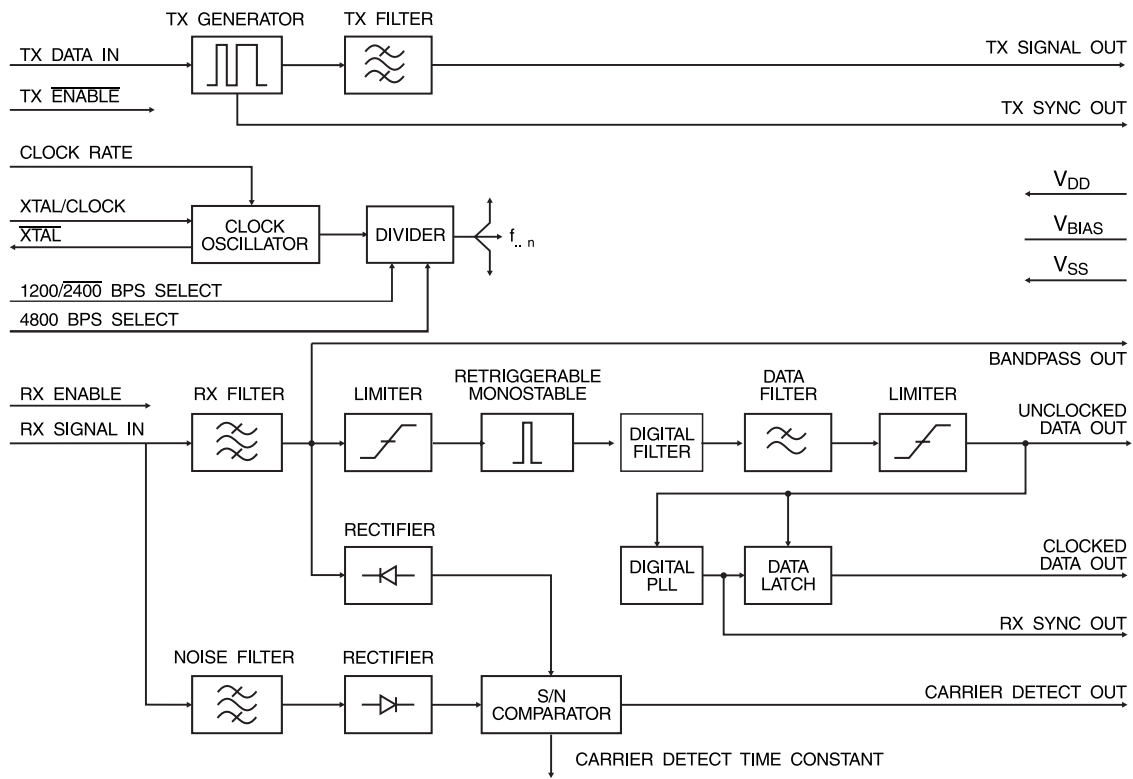 TX GENERATOR
TX FILTER
TX DATA IN
TX SIGNAL OUT
TX ENABLE
TX SYNC OUT
CLOCK RATE
VDD
XTAL/CLOCK
CLOCK
OSCILLATOR
DIVIDER
f.. n
XTAL
VBIAS
VSS
1200/2400 BPS SELECT
4800 BPS SELECT
BANDPASS OUT
RX ENABLE
RX FILTER
LIMITER
RETRIGGERABLE
MONOSTABLE
DATA
FILTER
LIMITER
UNCLOCKED
DATA OUT
RX SIGNAL IN
DIGITAL
FILTER
RECTIFIER
DIGITAL
PLL
DATA
LATCH
CLOCKED
DATA OUT
RX SYNC OUT
NOISE FILTER
RECTIFIER
S/N
COMPARATOR
CARRIER DETECT OUT
CARRIER DETECT TIME CONSTANT